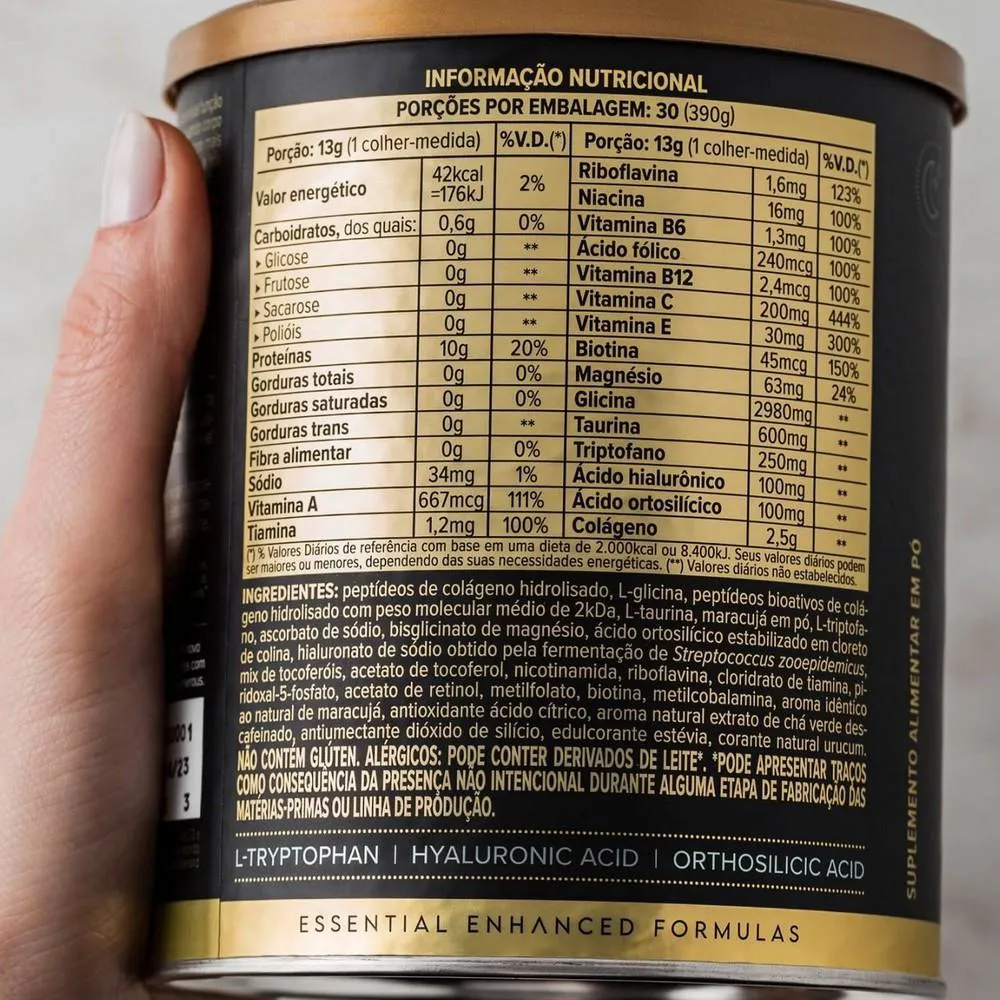 INFORMAÇÃO NUTRICIONAL
PORÇÕES POR EMBALAGEM: 30 (390g)
Porção: 13g (1 colher-medida) %V.D.(*)
Valor energético 42kcal =176kJ 2%
Carboidratos, dos quais: 0,6g 0%
▸ Glicose 0g **
▸ Frutose 0g **
▸ Sacarose 0g **
▸ Polióis 0g **
Proteínas 10g 20%
Gorduras totais 0g 0%
Gorduras saturadas 0g 0%
Gorduras trans 0g **
Fibra alimentar 0g 0%
Sódio 34mg 1%
Vitamina A 667mcg 111%
Tiamina 1,2mg 100%
Porção: 13g (1 colher-medida) %V.D.(*)
Riboflavina 1,6mg 123%
Niacina 16mg 100%
Vitamina B6 1,3mg 100%
Ácido fólico 240mcg 100%
Vitamina B12 2,4mcg 100%
Vitamina C 200mg 444%
Vitamina E 30mg 300%
Biotina 45mcg 150%
Magnésio 63mg 24%
Glicina 2980mg **
Taurina 600mg **
Triptofano 250mg **
Ácido hialurônico 100mg **
Ácido ortosilícico 100mg **
Colágeno 2,5g **
(*) % Valores Diários de referência com base em uma dieta de 2.000kcal ou 8.400kJ. Seus valores diários podem
ser maiores ou menores, dependendo das suas necessidades energéticas. (**) Valores diários não estabelecidos.
INGREDIENTES: peptídeos de colágeno hidrolisado, L-glicina, peptídeos bioativos de colá-
geno hidrolisado com peso molecular médio de 2kDa, L-taurina, maracujá em pó, L-triptofa-
no, ascorbato de sódio, bisglicinato de magnésio, ácido ortosilícico estabilizado em cloreto
de colina, hialuronato de sódio obtido pela fermentação de Streptococcus zooepidemicus,
mix de tocoferóis, acetato de tocoferol, nicotinamida, riboflavina, cloridrato de tiamina, pi-
ridoxal-5-fosfato, acetato de retinol, metilfolato, biotina, metilcobalamina, aroma idêntico
ao natural de maracujá, antioxidante ácido cítrico, aroma natural extrato de chá verde des-
cafeinado, antiumectante dióxido de silício, edulcorante estévia, corante natural urucum.
NÃO CONTÉM GLÚTEN. ALÉRGICOS: PODE CONTER DERIVADOS DE LEITE*. *PODE APRESENTAR TRAÇOS
COMO CONSEQUÊNCIA DA PRESENÇA NÃO INTENCIONAL DURANTE ALGUMA ETAPA DE FABRICAÇÃO DAS
MATÉRIAS-PRIMAS OU LINHA DE PRODUÇÃO.
L-TRYPTOPHAN | HYALURONIC ACID | ORTHOSILICIC ACID
ESSENTIAL ENHANCED FORMULAS
SUPLEMENTO ALIMENTAR EM PÓ